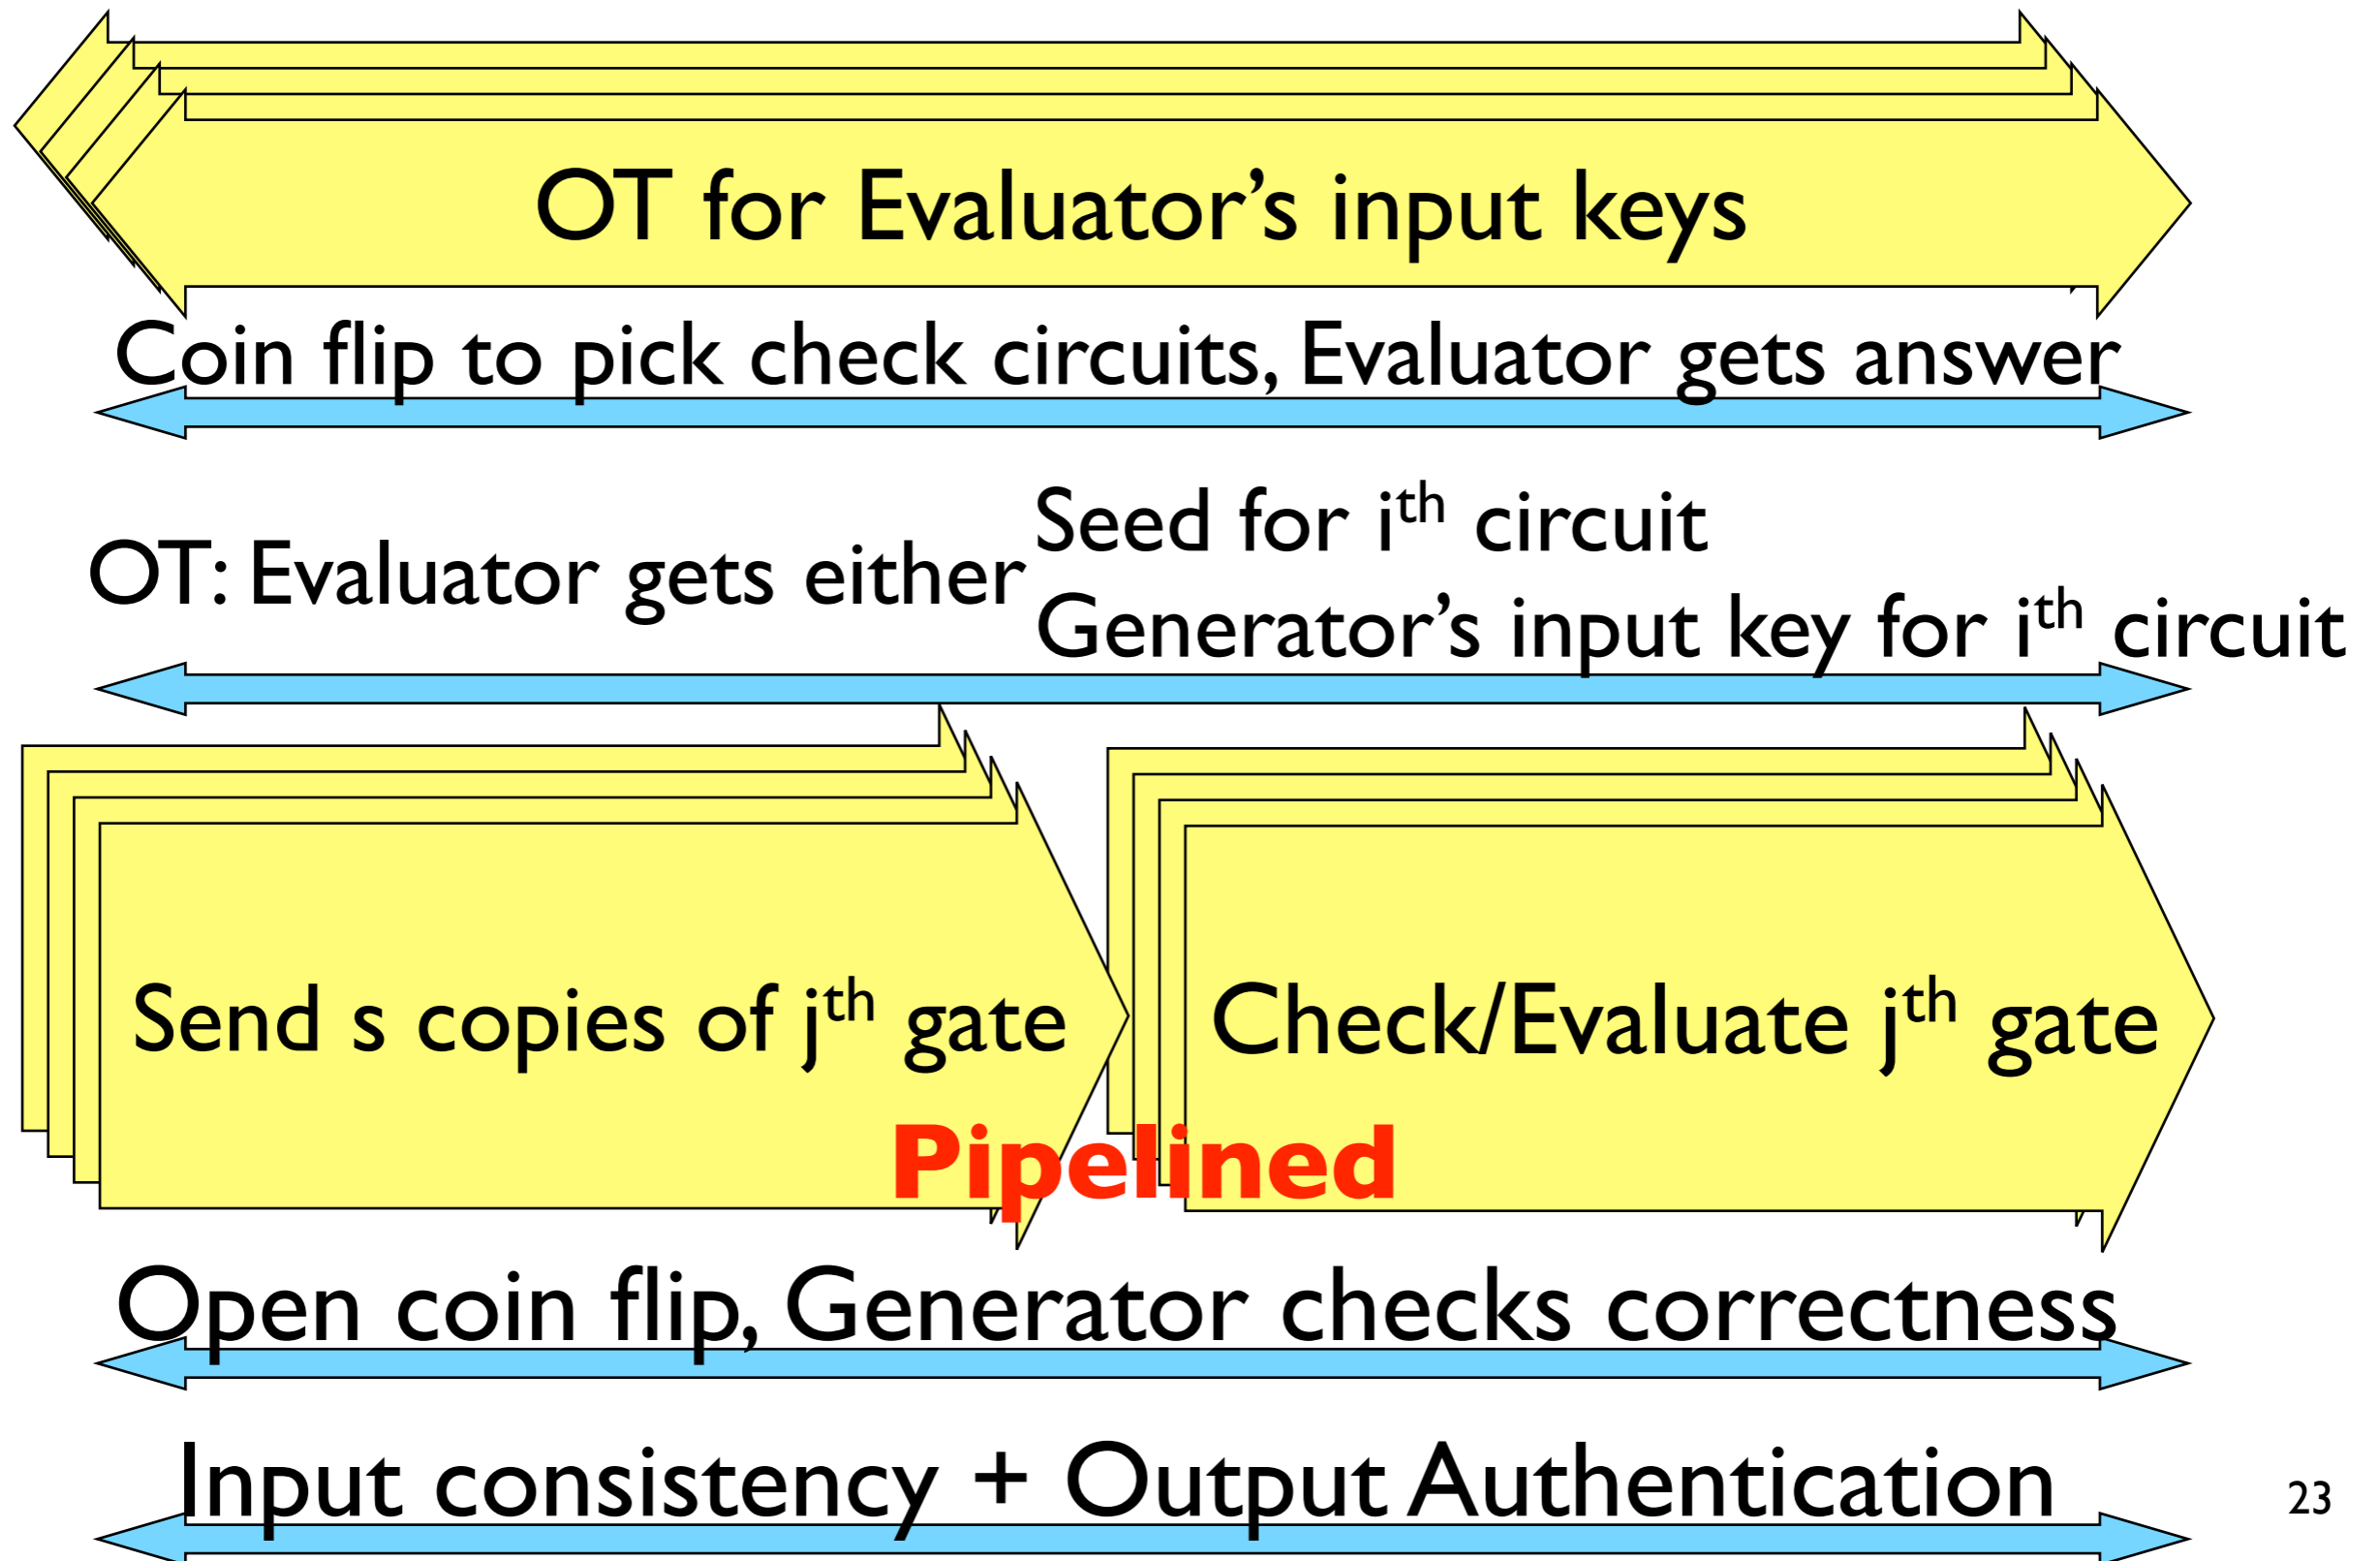 OT for Evaluator’s input keys
Coin flip to pick check circuits, Evaluator gets answer
OT: Evaluator gets either
Seed for iᵗʰ circuit
Generator’s input key for iᵗʰ circuit
Send s copies of jᵗʰ gate
Check/Evaluate jᵗʰ gate
Pipelined
Open coin flip, Generator checks correctness
Input consistency + Output Authentication
23